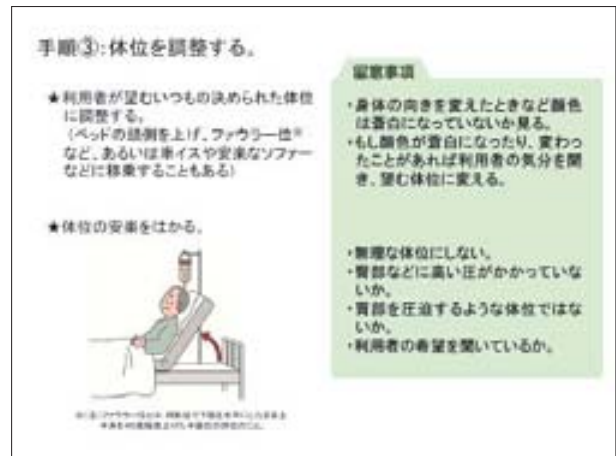 手順③:体位を調整する。
★利用者が望むいつもの決められた体位
に調整する。
(ベッドの頭側を上げ、ファウラー位※
など、あるいは車イスや安楽なソファー
などに移乗することもある)
★体位の安楽をはかる。
留意事項
・身体の向きを変えたときなど顔色
は蒼白になっていないか見る。
・もし顔色が蒼白になったり、変わっ
たことがあれば利用者の気分を聞
き、望む体位に変える。
・無理な体位にしない。
・臀部などに高い圧がかかっていな
いか。
・胃部を圧迫するような体位ではな
いか。
・利用者の希望を聞いているか。